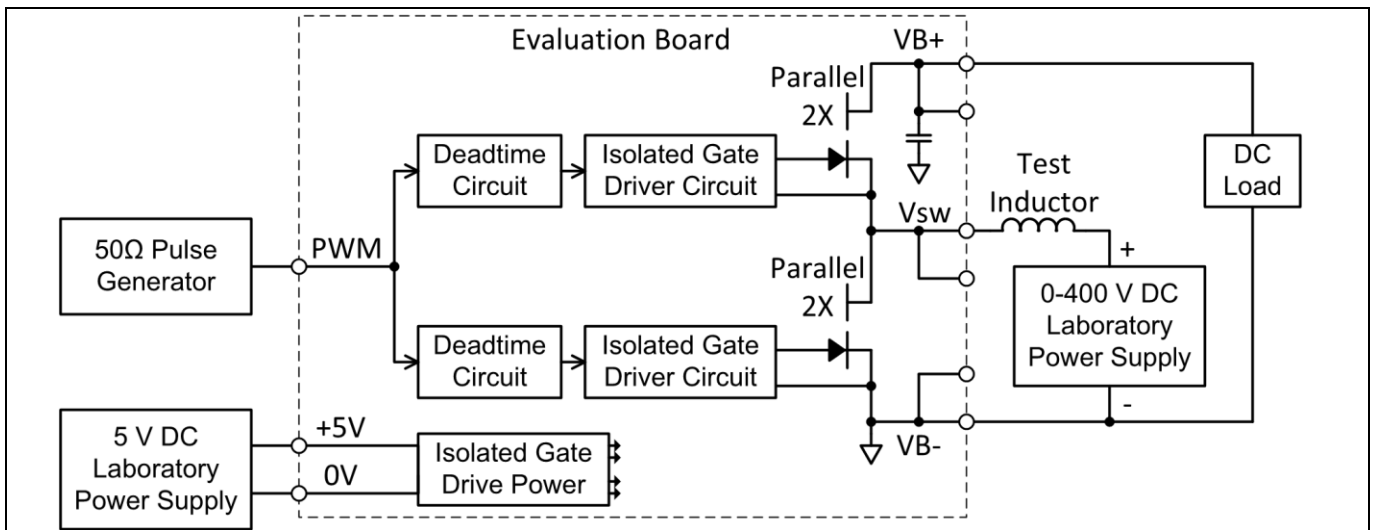 Evaluation Board
VB+
Parallel
2X
Deadtime
Circuit
Isolated Gate
Driver Circuit
DC
Load
Test
Inductor
Vsw
50Ω Pulse
Generator
PWM
+
Parallel
2X
0-400 V DC
Laboratory
Power Supply
-
Deadtime
Circuit
Isolated Gate
Driver Circuit
VB-
5 V DC
Laboratory
Power Supply
+5V
0V
Isolated Gate
Drive Power